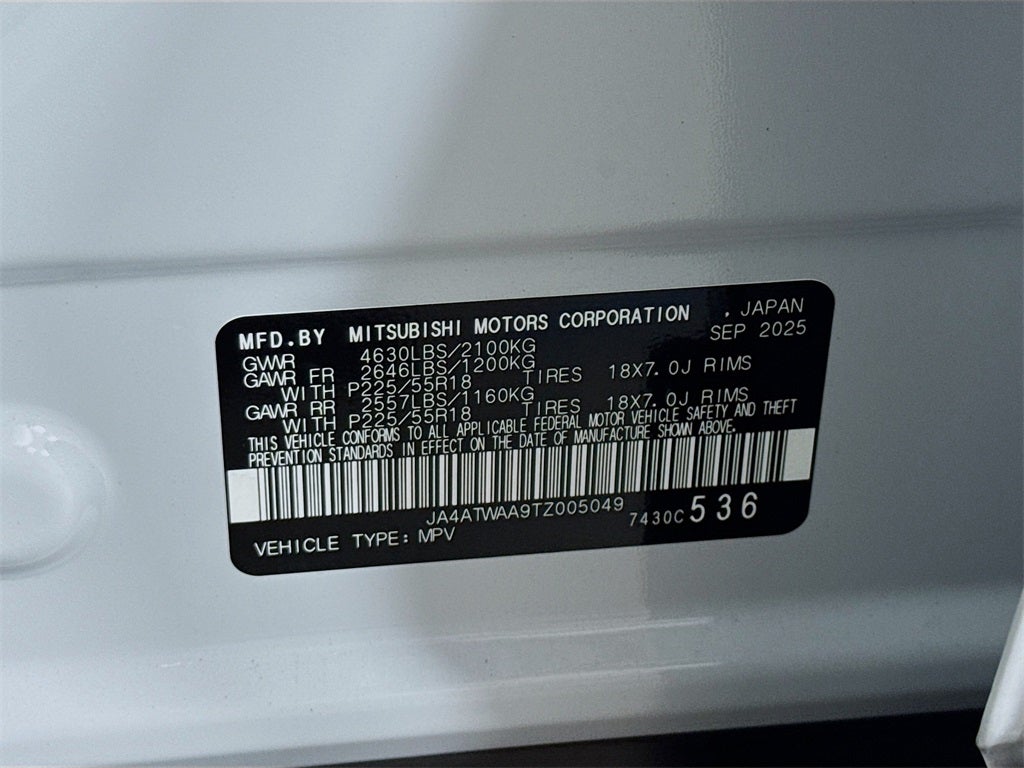 MFD.BY MITSUBISHI MOTORS CORPORATION , JAPAN
GVWR 4630LBS/2100KG SEP 2025
GAWR FR 2646LBS/1200KG
WITH P225/55R18 TIRES 18X7.0J RIMS
GAWR RR 2557LBS/1160KG
WITH P225/55R18 TIRES 18X7.0J RIMS
THIS VEHICLE CONFORMS TO ALL APPLICABLE FEDERAL MOTOR VEHICLE SAFETY AND THEFT
PREVENTION STANDARDS IN EFFECT ON THE DATE OF MANUFACTURE SHOWN ABOVE.
JA4ATWAA9TZ005049 7430C 536
VEHICLE TYPE: MPV